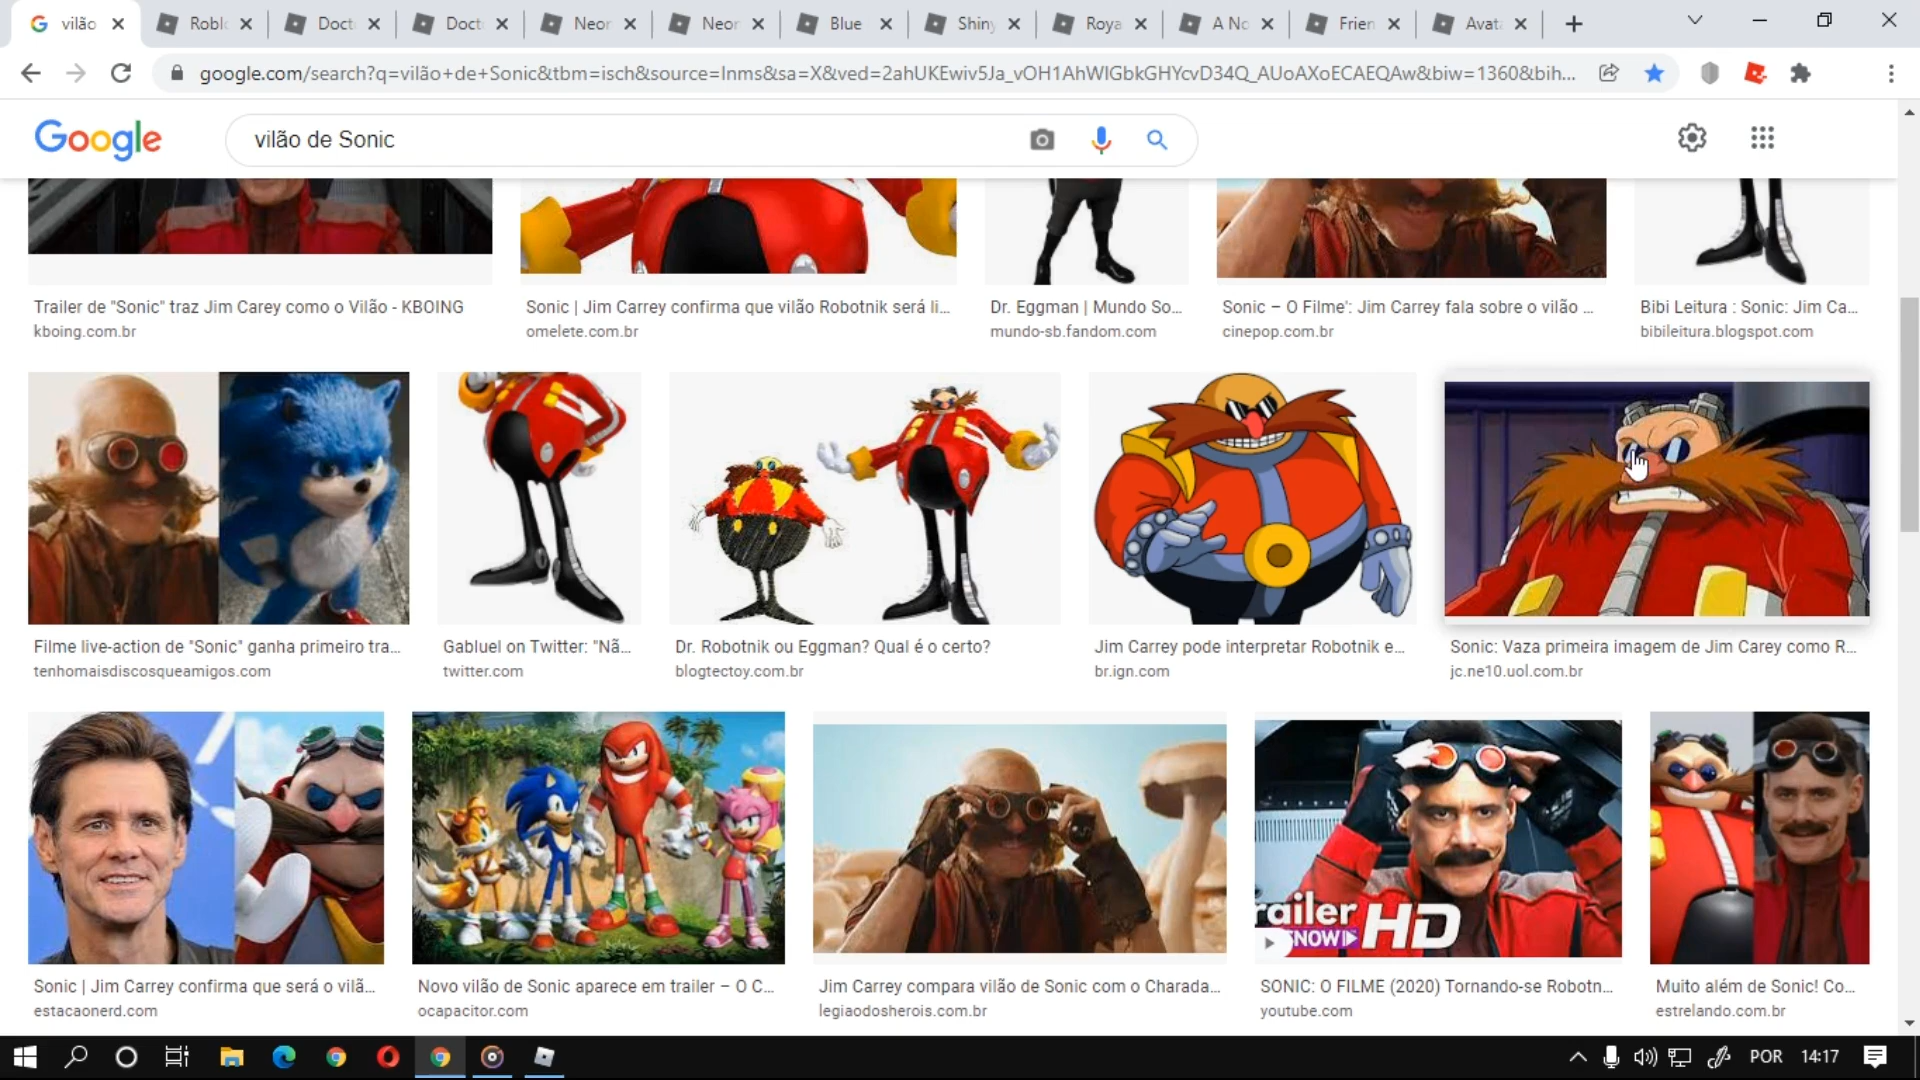 vilão
Roblo
Doct
Doct
Neor
Neor
Blue
Shiny
Roya
A No
Frien
Avata
google.com/search?q=vilão+de+Sonic&tbm=isch&source=lnms&sa=X&ved=2ahUKEwiv5Ja_vOH1AhWIGbkGHYcvD34Q_AUoAXoECAEQAw&biw=1360&bih...
Google
vilão de Sonic
Trailer de "Sonic" traz Jim Carey como o Vilão - KBOING
kboing.com.br
Sonic | Jim Carrey confirma que vilão Robotnik será li...
omelete.com.br
Dr. Eggman | Mundo So...
mundo-sb.fandom.com
Sonic – O Filme': Jim Carrey fala sobre o vilão ...
cinepop.com.br
Bibi Leitura : Sonic: Jim Ca...
bibileitura.blogspot.com
Filme live-action de "Sonic" ganha primeiro tra...
tenhomaisdiscosqueamigos.com
Gabluel on Twitter: "Nã...
twitter.com
Dr. Robotnik ou Eggman? Qual é o certo?
blogtectoy.com.br
Jim Carrey pode interpretar Robotnik e...
br.ign.com
Sonic: Vaza primeira imagem de Jim Carey como R...
jc.ne10.uol.com.br
railer HD
NOW
Sonic | Jim Carrey confirma que será o vilã...
estacaonerd.com
Novo vilão de Sonic aparece em trailer – O C...
ocapacitor.com
Jim Carrey compara vilão de Sonic com o Charada...
legiaodosherois.com.br
SONIC: O FILME (2020) Tornando-se Robotn...
youtube.com
Muito além de Sonic! Co...
estrelando.com.br
POR 14:17